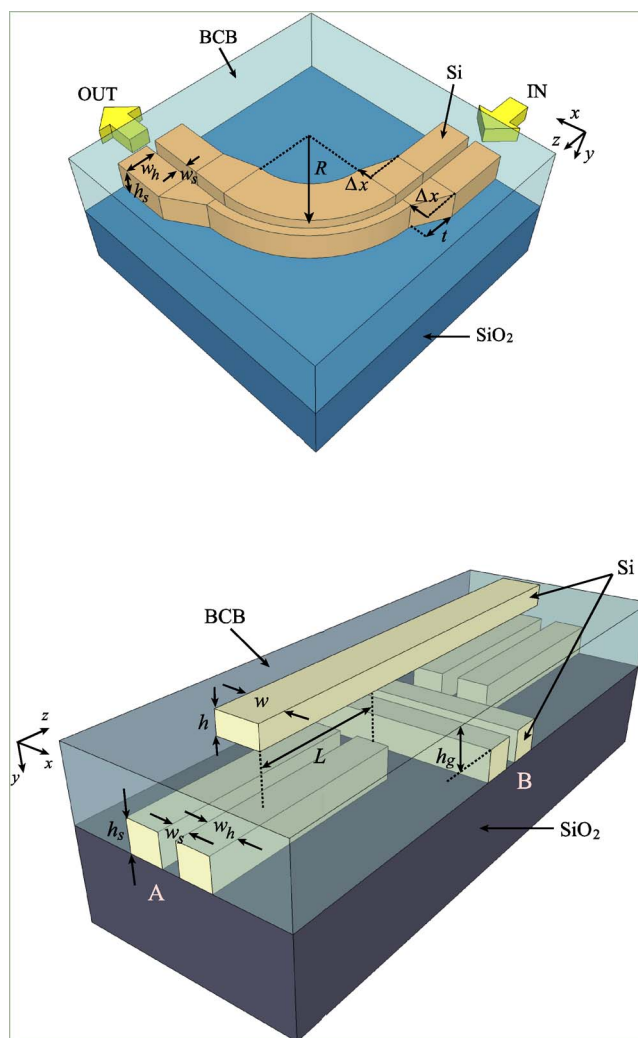 BCB
OUT
Si
IN
x
z
y
w_h
w_s
h_s
R
Δx
Δx
t
SiO₂
Si
BCB
z
x
y
h
w
L
h_g
B
h_s
w_s
w_h
SiO₂
A